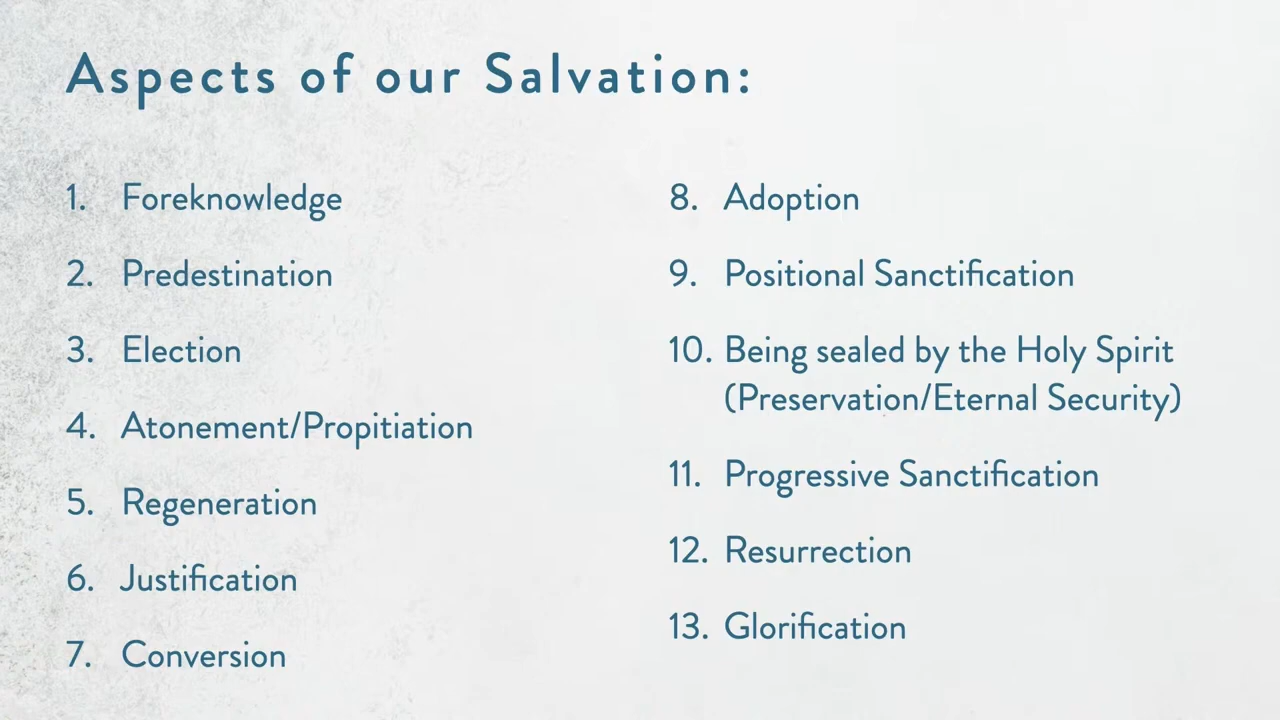 Aspects of our Salvation:
1. Foreknowledge
2. Predestination
3. Election
4. Atonement/Propitiation
5. Regeneration
6. Justification
7. Conversion
8. Adoption
9. Positional Sanctification
10. Being sealed by the Holy Spirit
(Preservation/Eternal Security)
11. Progressive Sanctification
12. Resurrection
13. Glorification